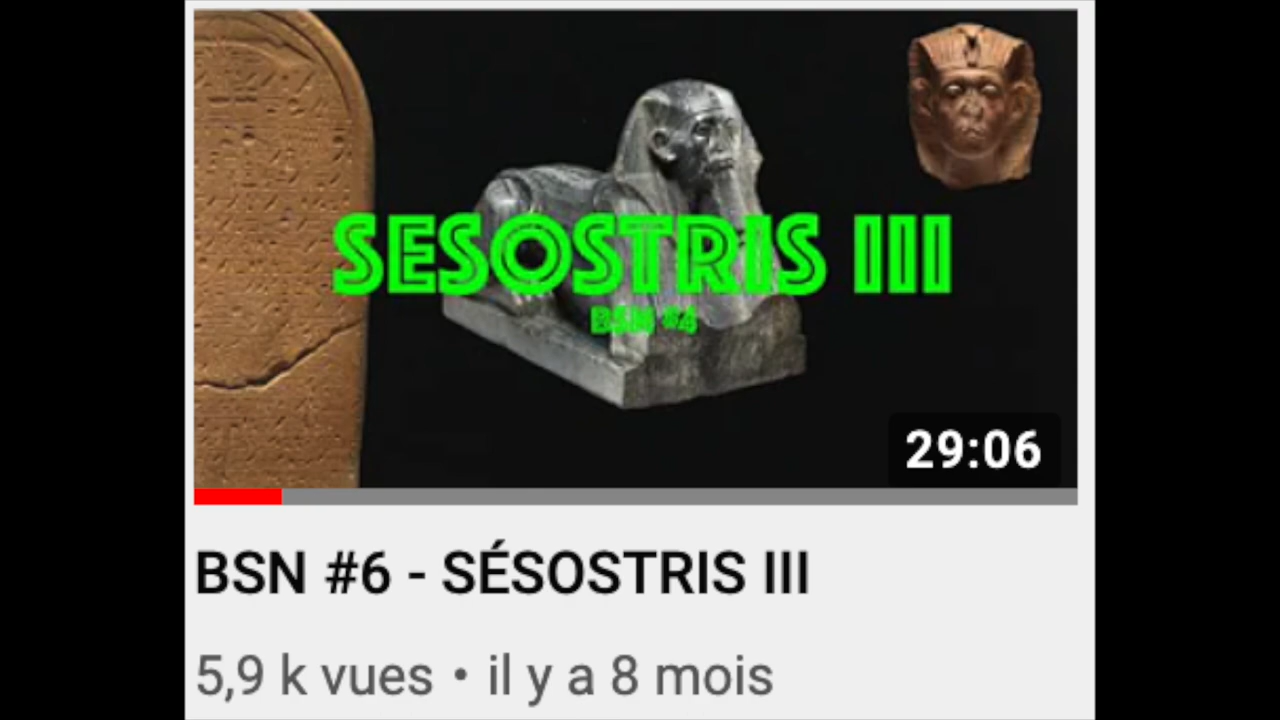 SESOSTRIS III
BSN #4
29:06
BSN #6 - SÉSOSTRIS III
5,9 k vues • il y a 8 mois